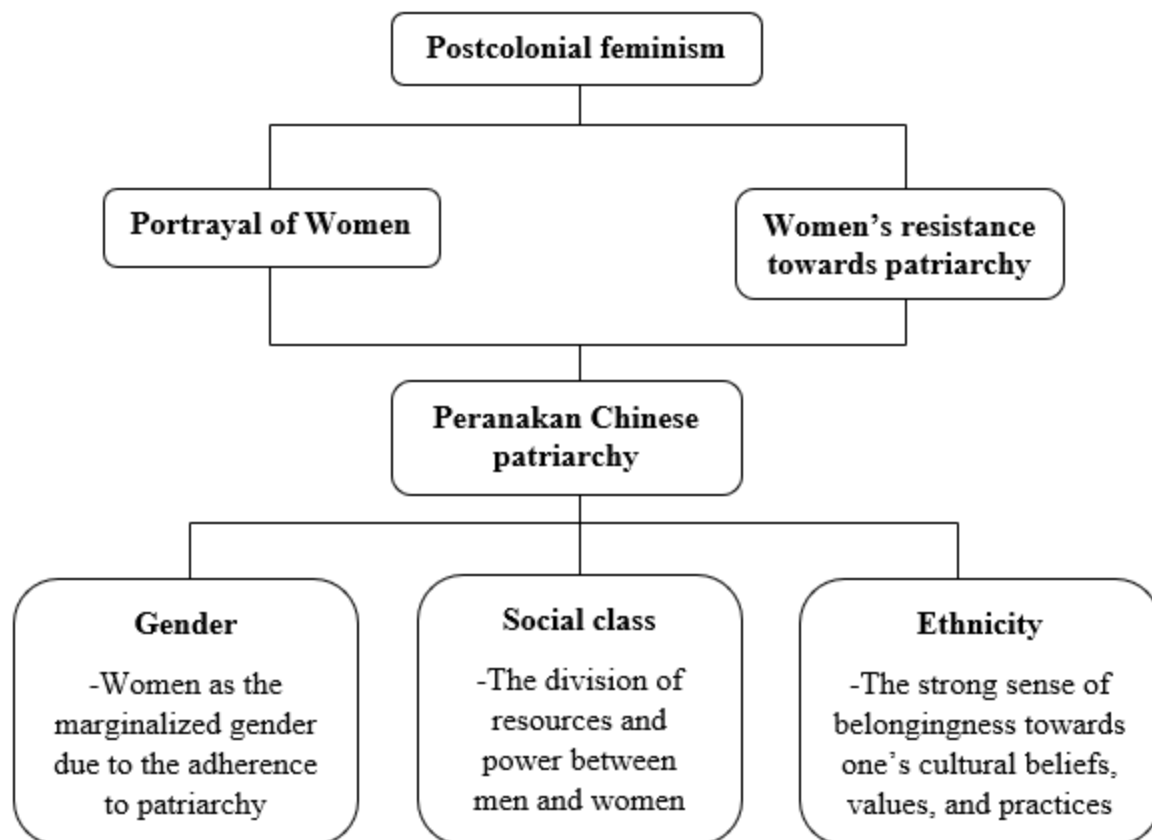 Postcolonial feminism
Portrayal of Women
Women’s resistance
towards patriarchy
Peranakan Chinese
patriarchy
Gender
-Women as the
marginalized gender
due to the adherence
to patriarchy
Social class
-The division of
resources and
power between
men and women
Ethnicity
-The strong sense of
belongingness towards
one’s cultural beliefs,
values, and practices